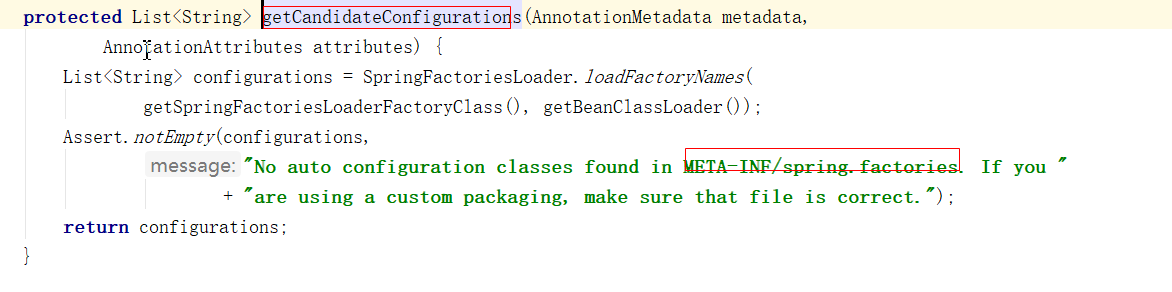 protected List<String> getCandidateConfigurations(AnnotationMetadata metadata,
AnnotationAttributes attributes) {
List<String> configurations = SpringFactoriesLoader.loadFactoryNames(
getSpringFactoriesLoaderFactoryClass(), getBeanClassLoader());
Assert.notEmpty(configurations,
message: "No auto configuration classes found in META-INF/spring.factories. If you "
+ "are using a custom packaging, make sure that file is correct.");
return configurations;
}